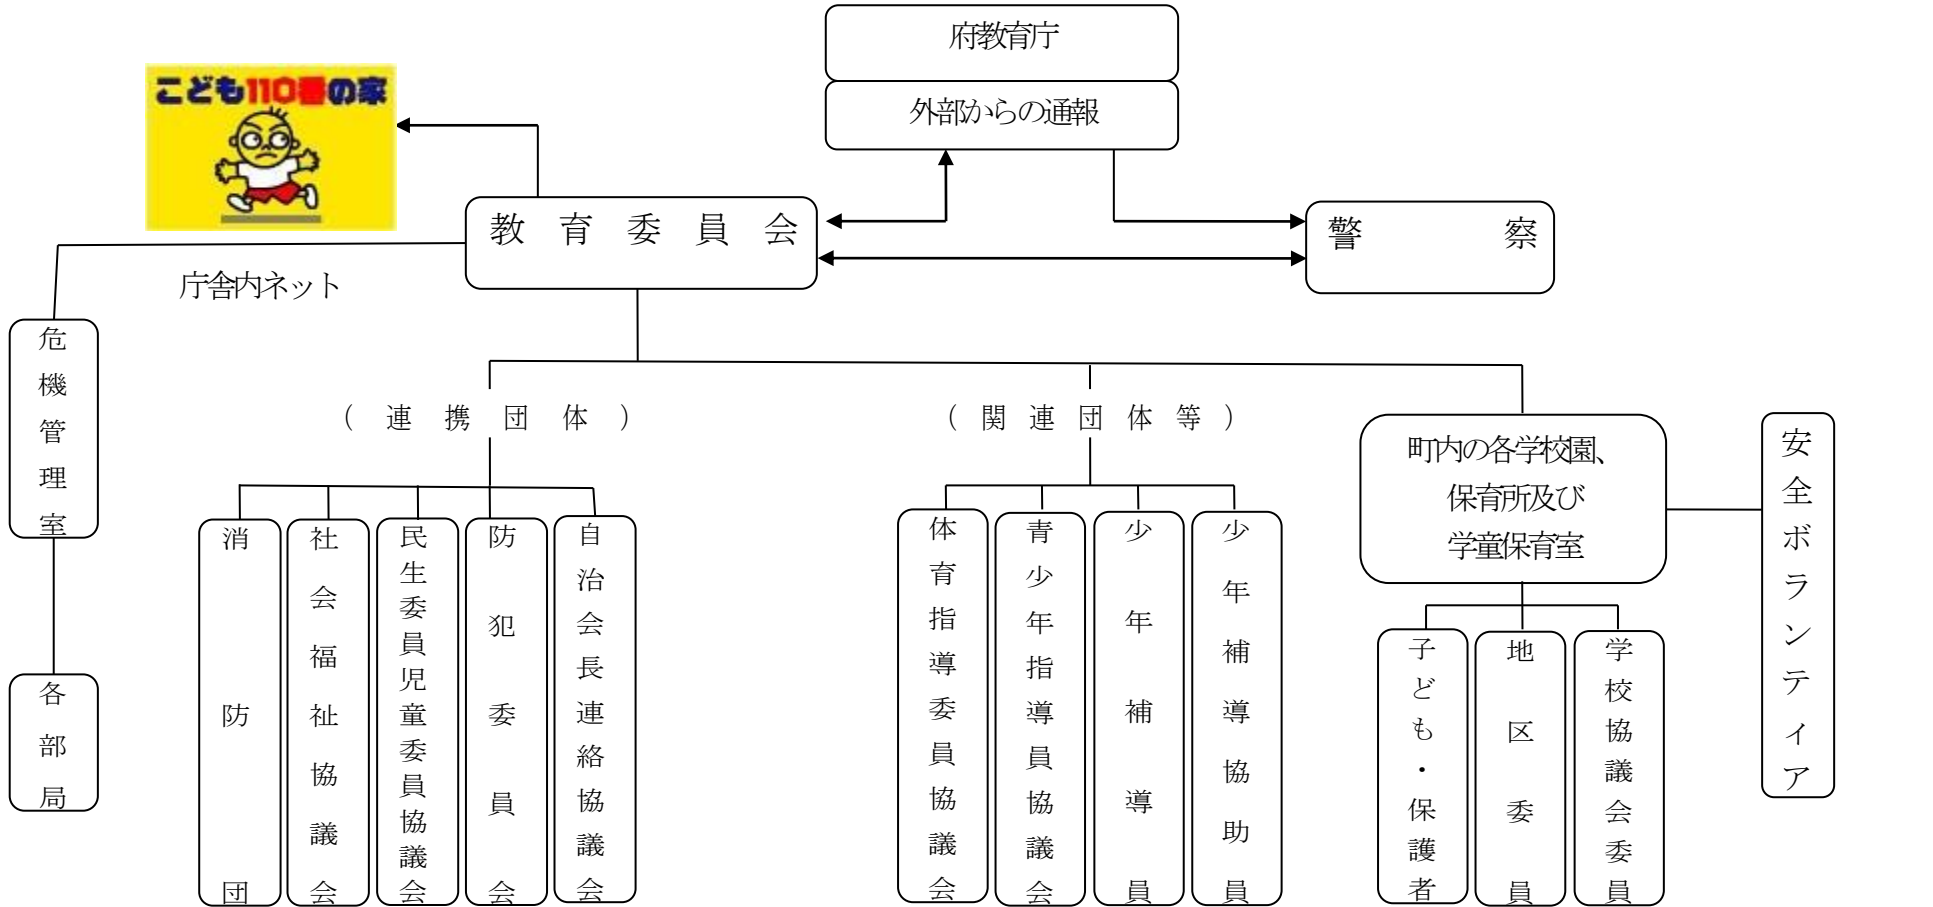 府教育庁
外部からの通報
こども110番の家
教育委員会
警察
庁舎内ネット
危機管理室
各部局
（連携団体）
（関連団体等）
町内の各学校園、
保育所及び
学童保育室
安全ボランティア
消防団
社会福祉協議会
民生委員児童委員協議会
防犯委員会
自治会長連絡協議会
体育指導委員協議会
青少年指導員協議会
少年補導員
少年補導協助員
子ども・保護者
地区委員
学校協議会委員